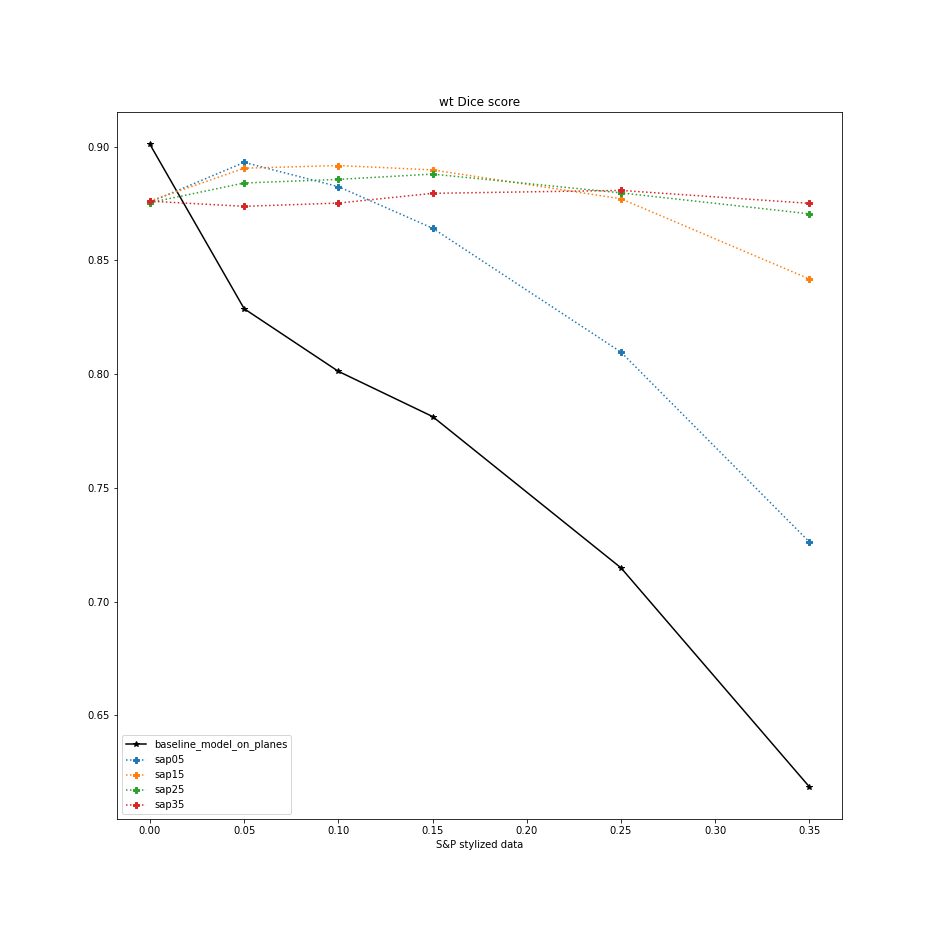 wt Dice score
0.90
0.85
0.80
0.75
0.70
0.65
baseline_model_on_planes
sap05
sap15
sap25
sap35
0.00 0.05 0.10 0.15 0.20 0.25 0.30 0.35
S&P stylized data